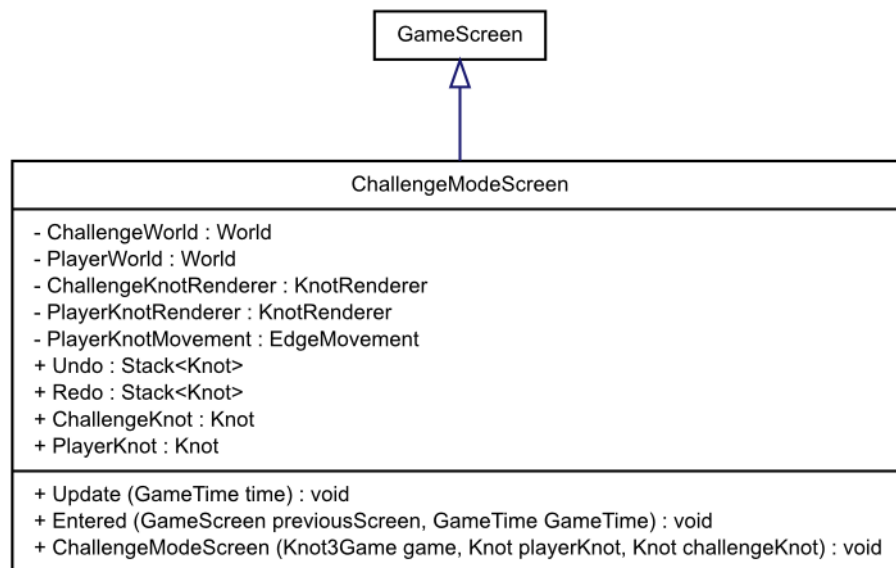 GameScreen
ChallengeModeScreen
- ChallengeWorld : World
- PlayerWorld : World
- ChallengeKnotRenderer : KnotRenderer
- PlayerKnotRenderer : KnotRenderer
- PlayerKnotMovement : EdgeMovement
+ Undo : Stack<Knot>
+ Redo : Stack<Knot>
+ ChallengeKnot : Knot
+ PlayerKnot : Knot
+ Update (GameTime time) : void
+ Entered (GameScreen previousScreen, GameTime GameTime) : void
+ ChallengeModeScreen (Knot3Game game, Knot playerKnot, Knot challengeKnot) : void